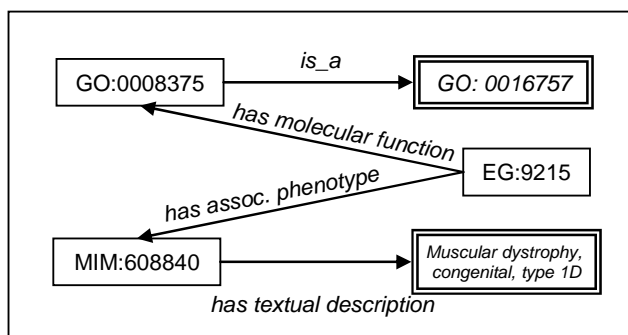 is_a
GO:0008375
GO: 0016757
has molecular function
EG:9215
has assoc. phenotype
MIM:608840
Muscular dystrophy,
congenital, type 1D
has textual description